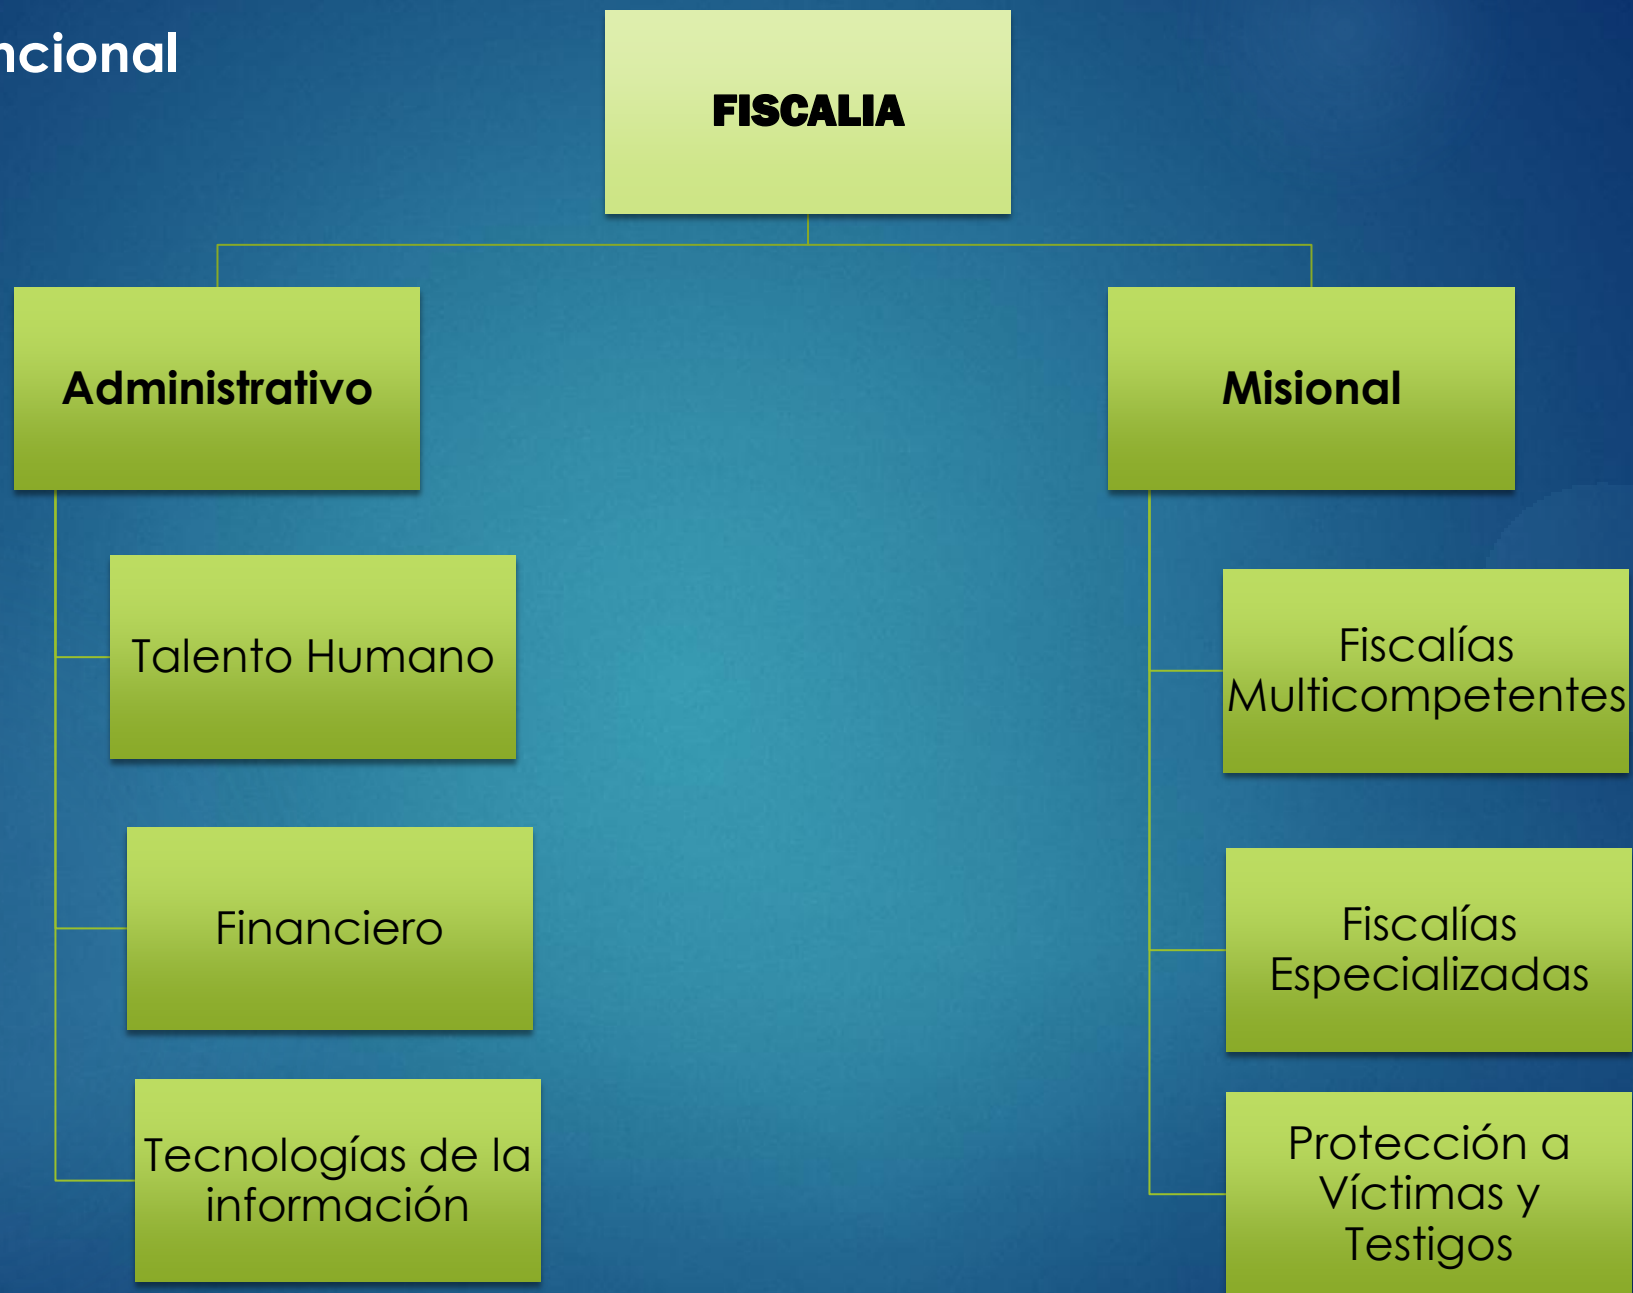 ncional
FISCALIA
Administrativo
Misional
Talento Humano
Fiscalías
Multicompetentes
Financiero
Fiscalías
Especializadas
Tecnologías de la
información
Protección a
Víctimas y
Testigos